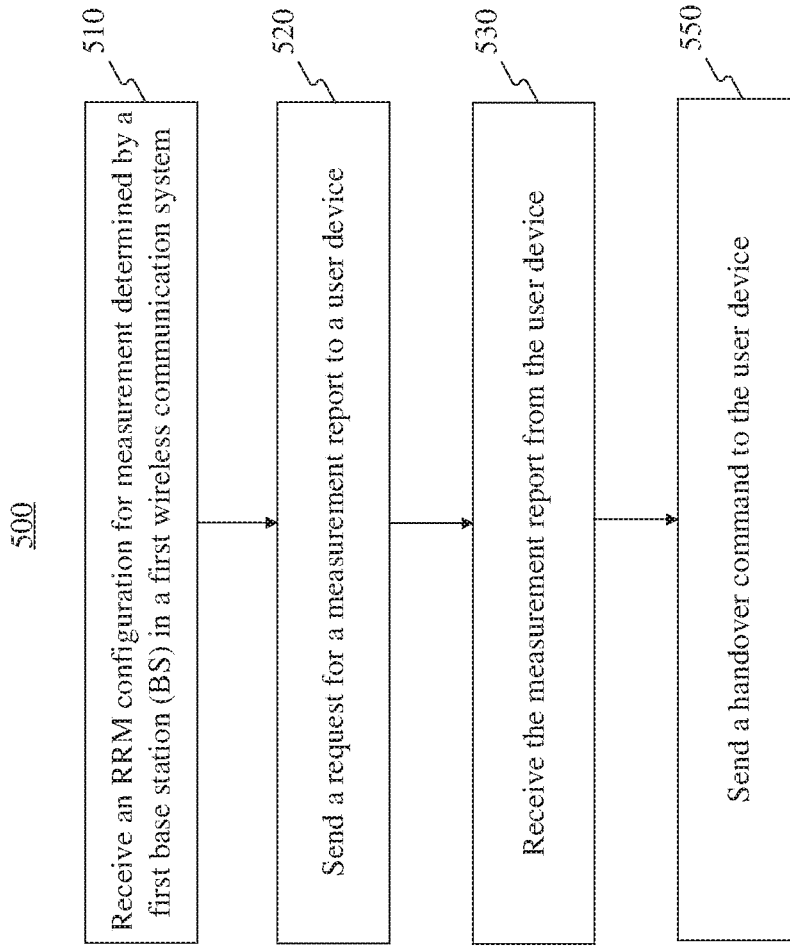 500
Receive an RRM configuration for measurement determined by a
first base station (BS) in a first wireless communication system
510
Send a request for a measurement report to a user device
520
Receive the measurement report from the user device
530
Send a handover command to the user device
550